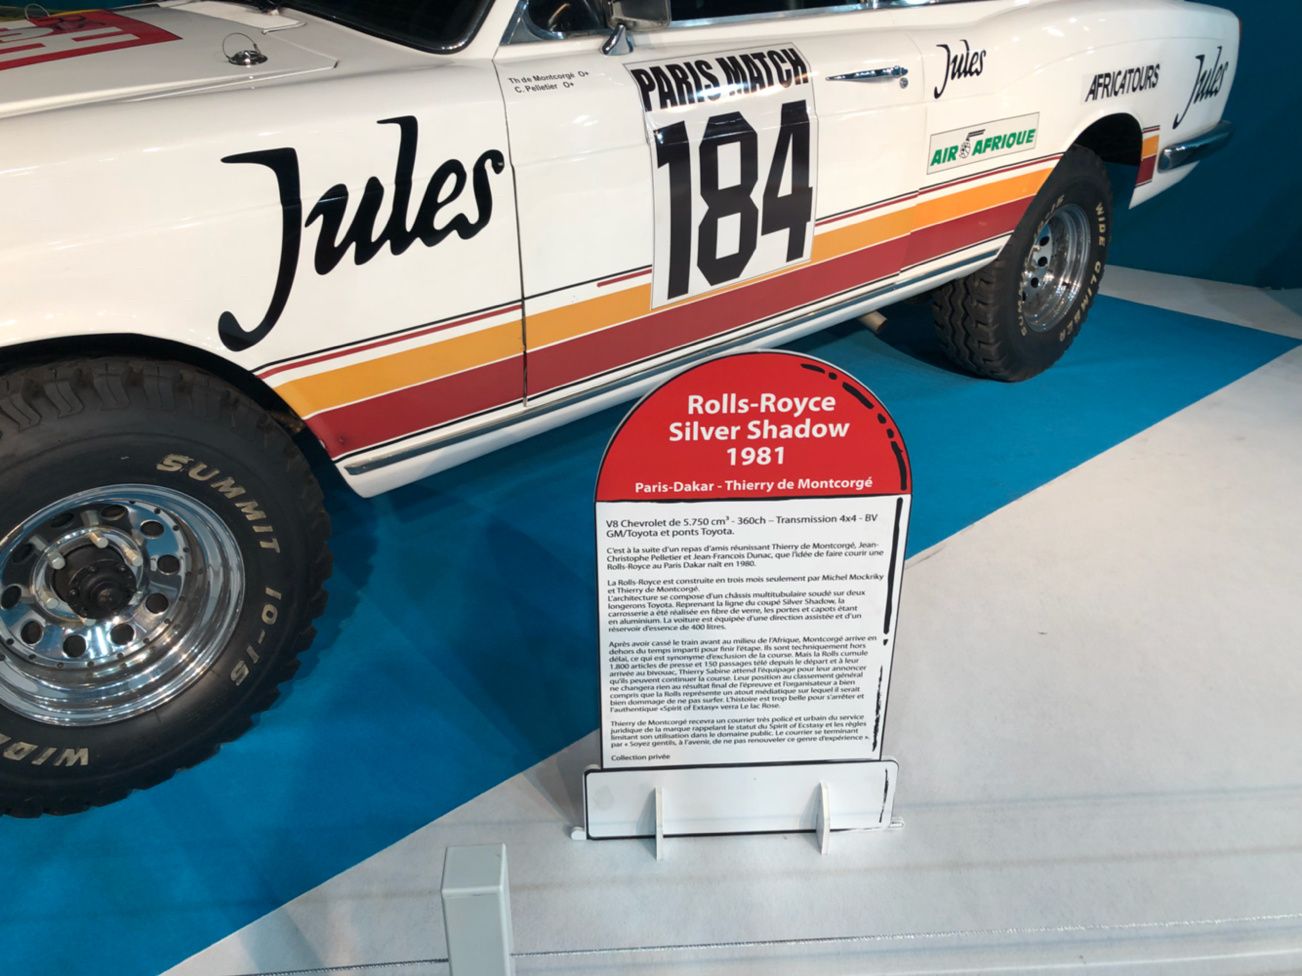 Th de Montcorgé O+
C. Pelletier O+
PARIS MATCH
184
Jules
Jules
AFRICATOURS
Jules
AIR AFRIQUE
SUMMIT
10-15
WIDE
WIDE CLIMBER
Rolls-Royce
Silver Shadow
1981
Paris-Dakar - Thierry de Montcorgé
V8 Chevrolet de 5.750 cm³ - 360ch – Transmission 4x4 - BV
GM/Toyota et ponts Toyota.
C'est à la suite d'un repas d'amis réunissant Thierry de Montcorgé, Jean-
Christophe Pelletier et Jean-Francois Dunac, que l'idée de faire courir une
Rolls-Royce au Paris Dakar naît en 1980.
La Rolls-Royce est construite en trois mois seulement par Michel Mockriky
et Thierry de Montcorgé.
L'architecture se compose d'un châssis multitubulaire soudé sur deux
longerons Toyota. Reprenant la ligne du coupé Silver Shadow, la
carrosserie a été réalisée en fibre de verre, les portes et capots étant
en aluminium. La voiture est équipée d'une direction assistée et d'un
réservoir d'essence de 400 litres.
Après avoir cassé le train avant au milieu de l'Afrique, Montcorgé arrive en
dehors du temps imparti pour finir l'étape. Ils sont techniquement hors
délai, ce qui est synonyme d'exclusion de la course. Mais la Rolls cumule
1.800 articles de presse et 150 passages télé depuis le départ et à leur
arrivée au bivouac, Thierry Sabine attend l'équipage pour leur annoncer
qu'ils peuvent continuer la course. Leur position au classement général
ne changera rien au résultat final de l'épreuve et l'organisateur a bien
compris que la Rolls représente un atout médiatique sur lequel il serait
bien dommage de ne pas surfer. L'histoire est trop belle pour s'arrêter et
l'authentique «Spirit of Extasy» verra Le lac Rose.
Thierry de Montcorgé recevra un courrier très policé et urbain du service
juridique de la marque rappelant le statut du Spirit of Ecstasy et les règles
limitant son utilisation dans le domaine public. Le courrier se terminant
par « Soyez gentils, à l'avenir, de ne pas renouveler ce genre d'expérience ».
Collection privée